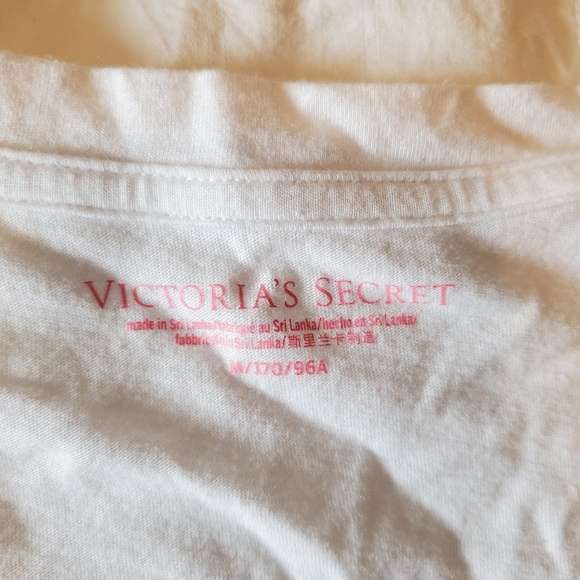 VICTORIA'S SECRET
made in Sri Lanka/fabriqué au Sri Lanka/hecho en Sri Lanka/
fabbricato in Sri Lanka/斯里兰卡制造
M/170/96A